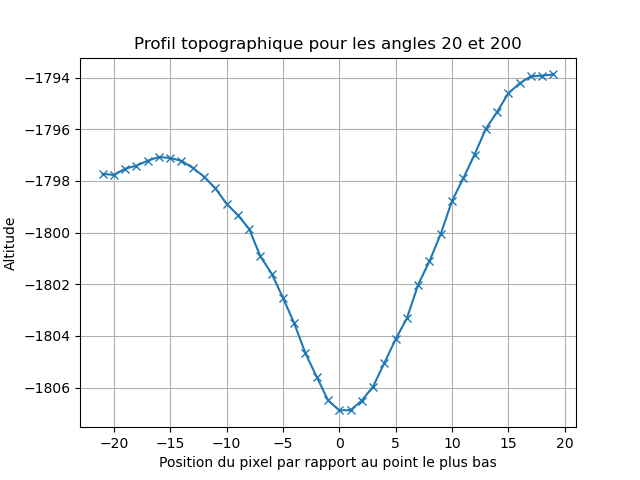 Profil topographique pour les angles 20 et 200
−1794
−1796
−1798
−1800
−1802
−1804
−1806
Altitude
−20 −15 −10 −5 0 5 10 15 20
Position du pixel par rapport au point le plus bas